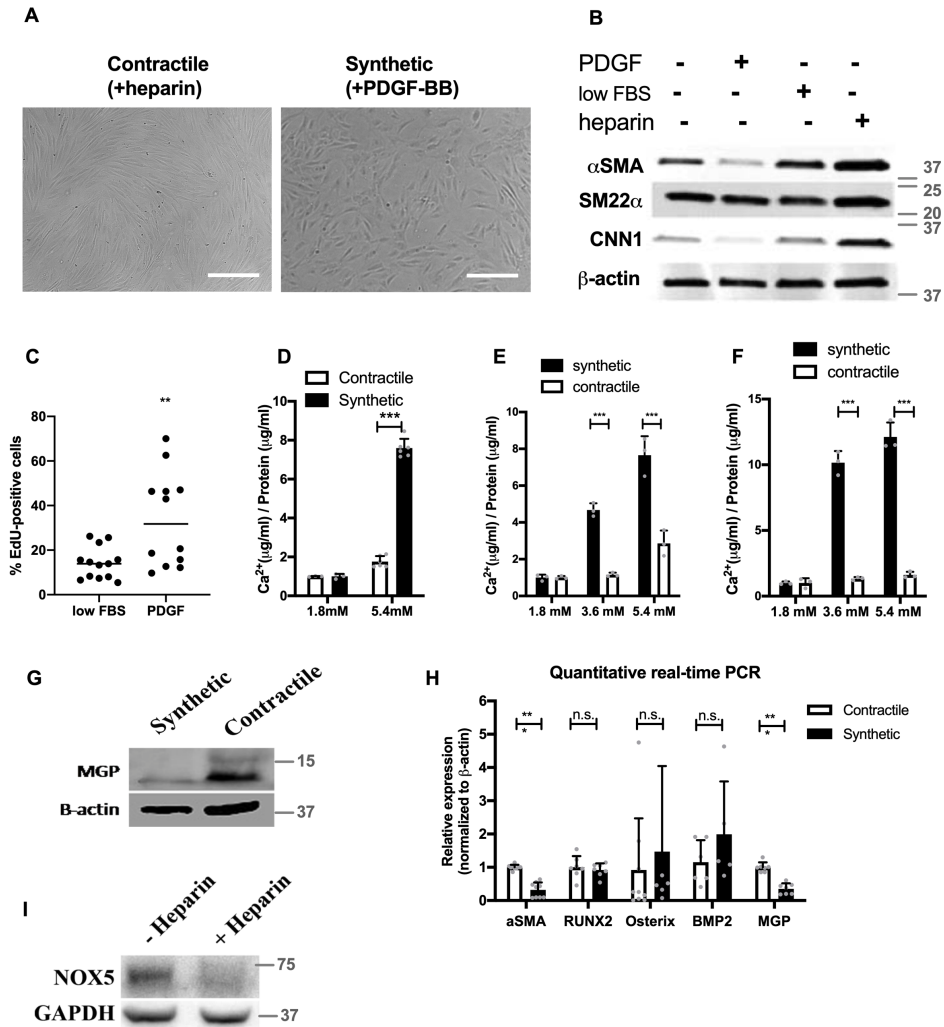 A
Contractile
(+heparin)
Synthetic
(+PDGF-BB)
B
PDGF - + - -
low FBS - - + -
heparin - - - +
αSMA
37
25
SM22α
20
37
CNN1
β-actin
37
C
**
% EdU-positive cells
80
60
40
20
0
low FBS PDGF
D
Contractile
Synthetic
***
Ca2+(μg/ml) / Protein (μg/ml)
10
8
6
4
2
0
1.8mM 5.4mM
E
synthetic
contractile
*** ***
Ca2+(μg/ml) / Protein (μg/ml)
10
8
6
4
2
0
1.8 mM 3.6 mM 5.4 mM
F
synthetic
contractile
*** ***
Ca2+(μg/ml) / Protein (μg/ml)
15
10
5
0
1.8 mM 3.6 mM 5.4 mM
G
Synthetic
Contractile
MGP
15
B-actin
37
H
Quantitative real-time PCR
Contractile
Synthetic
** n.s. n.s. n.s. **
* *
Relative expression
(normalized to β-actin)
6
5
4
3
2
1
0
aSMA RUNX2 Osterix BMP2 MGP
I
- Heparin
+ Heparin
NOX5
75
GAPDH
37